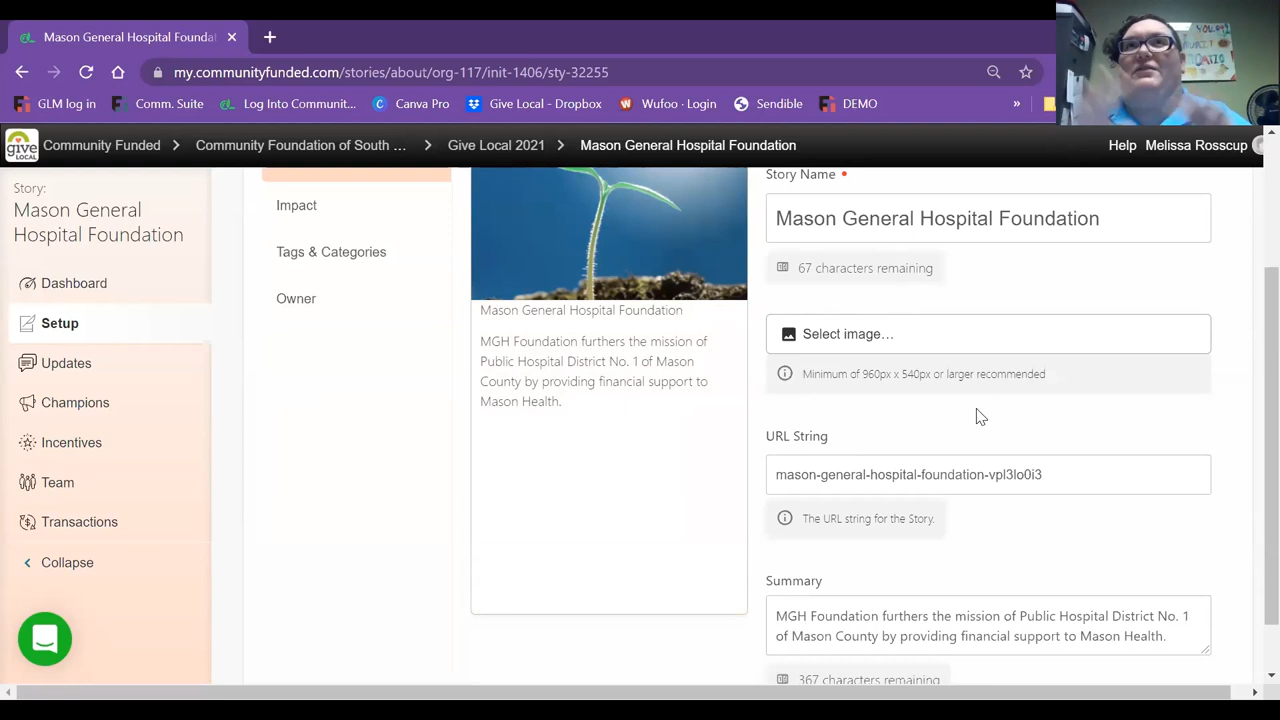 Mason General Hospital Founda
my.communityfunded.com/stories/about/org-117/init-1406/sty-32255
GLM log in
Comm. Suite
Log Into Communit...
Canva Pro
Give Local - Dropbox
Wufoo · Login
Sendible
DEMO
»
give LOCAL
Community Funded
Community Foundation of South ...
Give Local 2021
Mason General Hospital Foundation
Help
Melissa Rosscup
Story:
Mason General
Hospital Foundation
Dashboard
Setup
Updates
Champions
Incentives
Team
Transactions
Collapse
Impact
Tags & Categories
Owner
Mason General Hospital Foundation
MGH Foundation furthers the mission of
Public Hospital District No. 1 of Mason
County by providing financial support to
Mason Health.
Story Name
Mason General Hospital Foundation
67 characters remaining
Select image...
Minimum of 960px x 540px or larger recommended
URL String
mason-general-hospital-foundation-vpl3lo0i3
The URL string for the Story.
Summary
MGH Foundation furthers the mission of Public Hospital District No. 1
of Mason County by providing financial support to Mason Health.
367 characters remaining